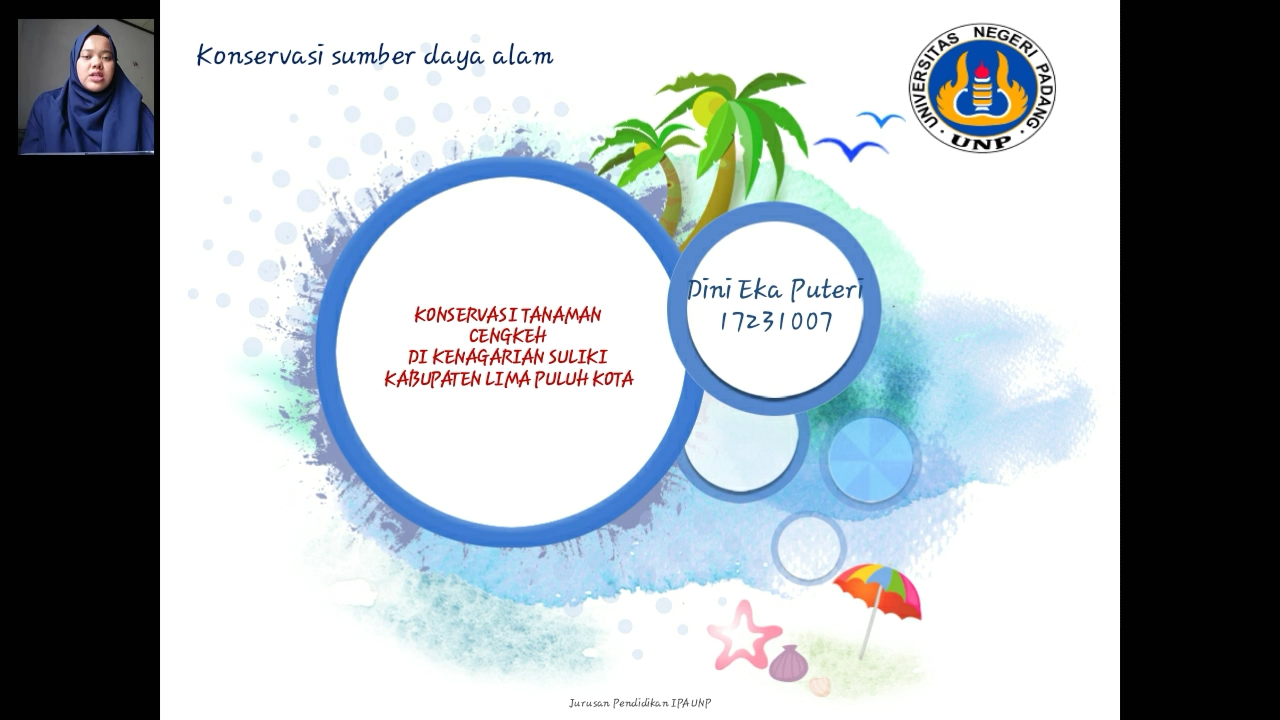 Konservasi sumber daya alam
UNIVERSITAS NEGERI PADANG
UNP
KONSERVASI TANAMAN
CENGKEH
DI KENAGARIAN SULIKI
KABUPATEN LIMA PULUH KOTA
Dini Eka Puteri
17231007
Jurusan Pendidikan IPA UNP